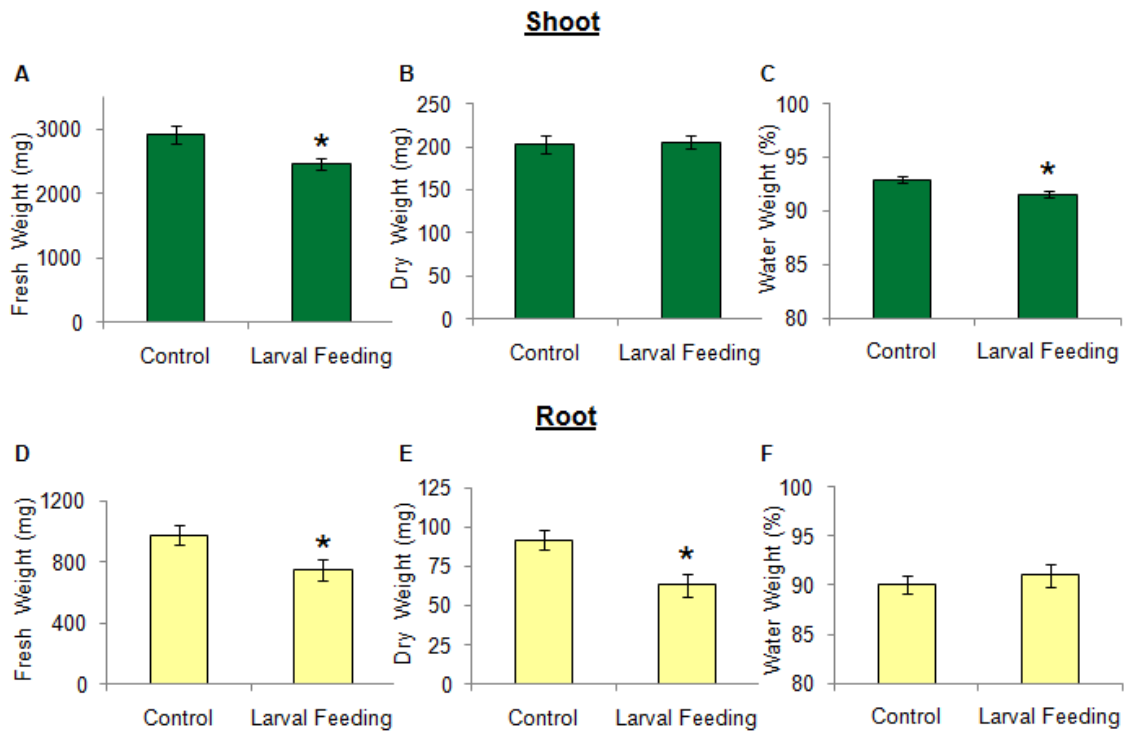 Shoot
A
Fresh Weight (mg)
3000
2000
1000
0
*
Control
Larval Feeding
B
Dry Weight (mg)
250
200
150
100
50
0
Control
Larval Feeding
C
Water Weight (%)
100
95
90
85
80
*
Control
Larval Feeding
Root
D
Fresh Weight (mg)
1200
800
400
0
*
Control
Larval Feeding
E
Dry Weight (mg)
125
100
75
50
25
0
*
Control
Larval Feeding
F
Water Weight (%)
100
95
90
85
80
Control
Larval Feeding